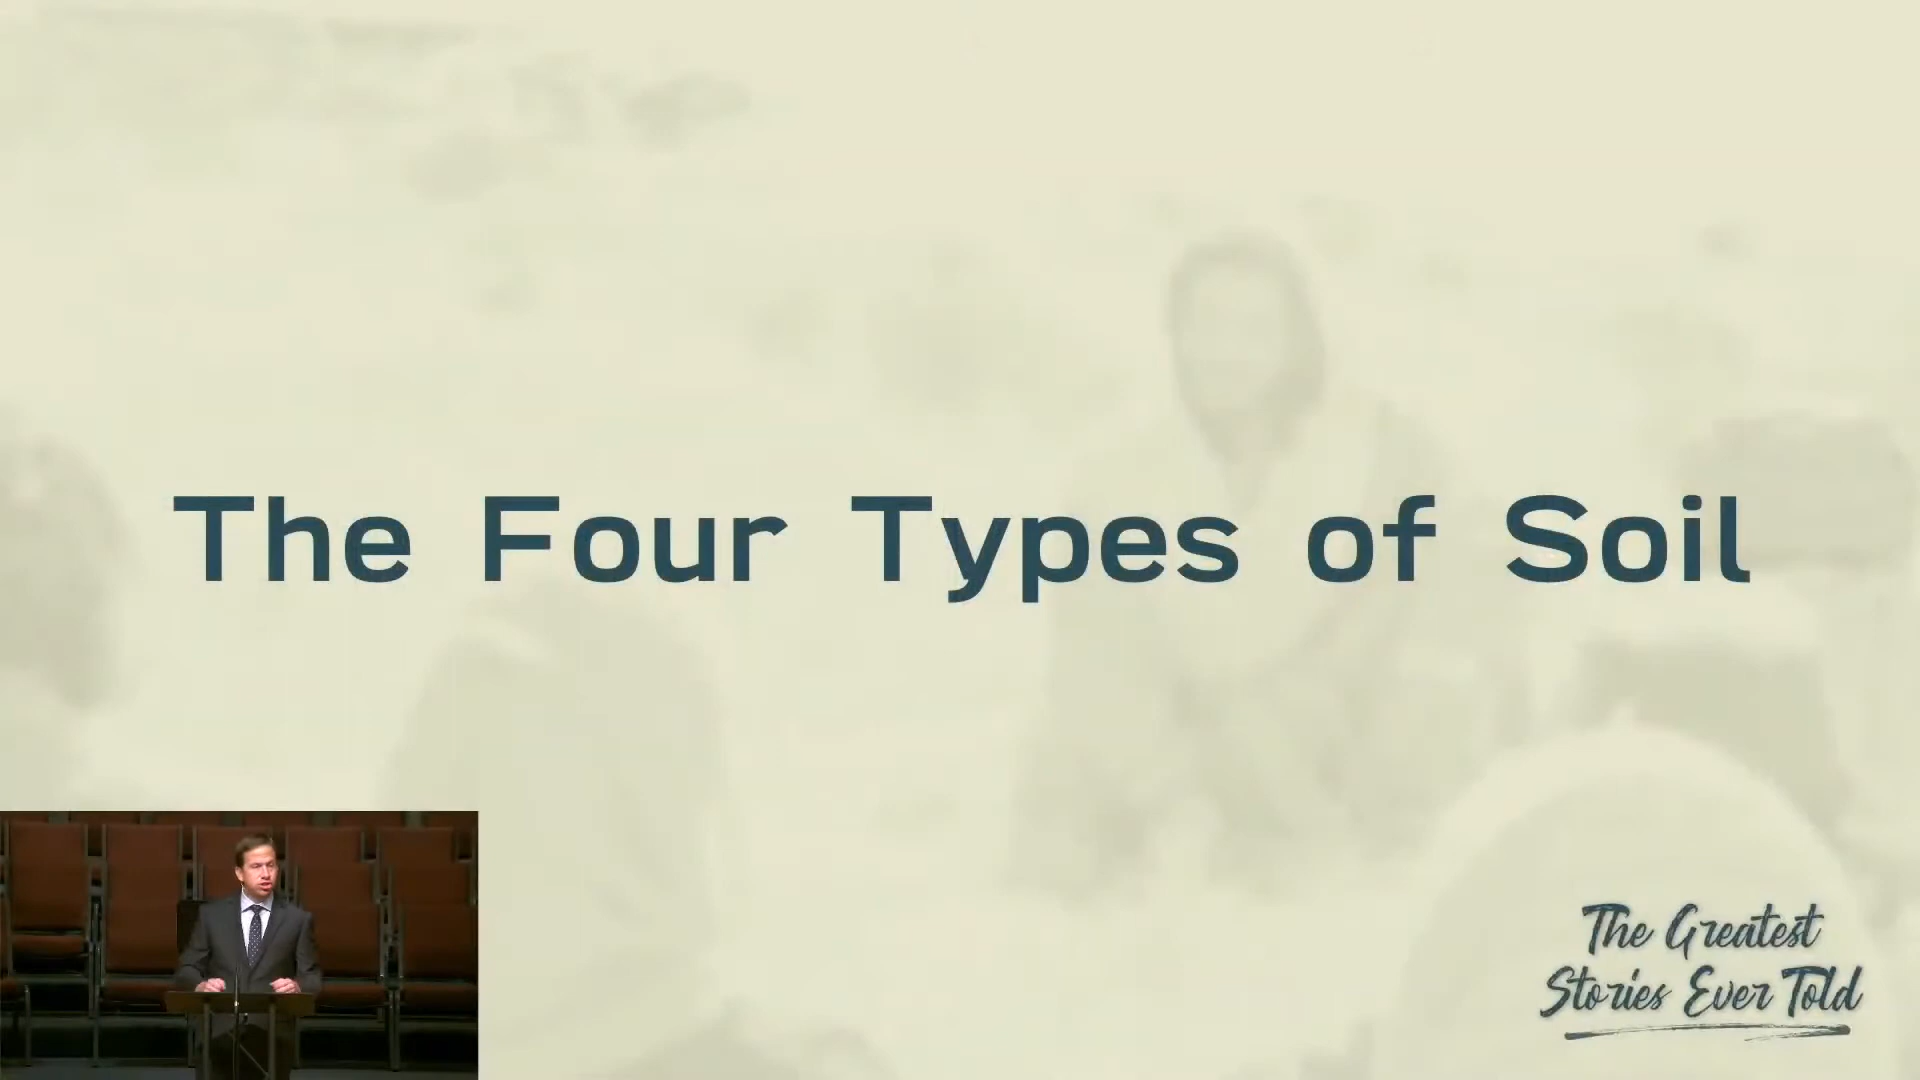 The Four Types of Soil
The Greatest
Stories Ever Told